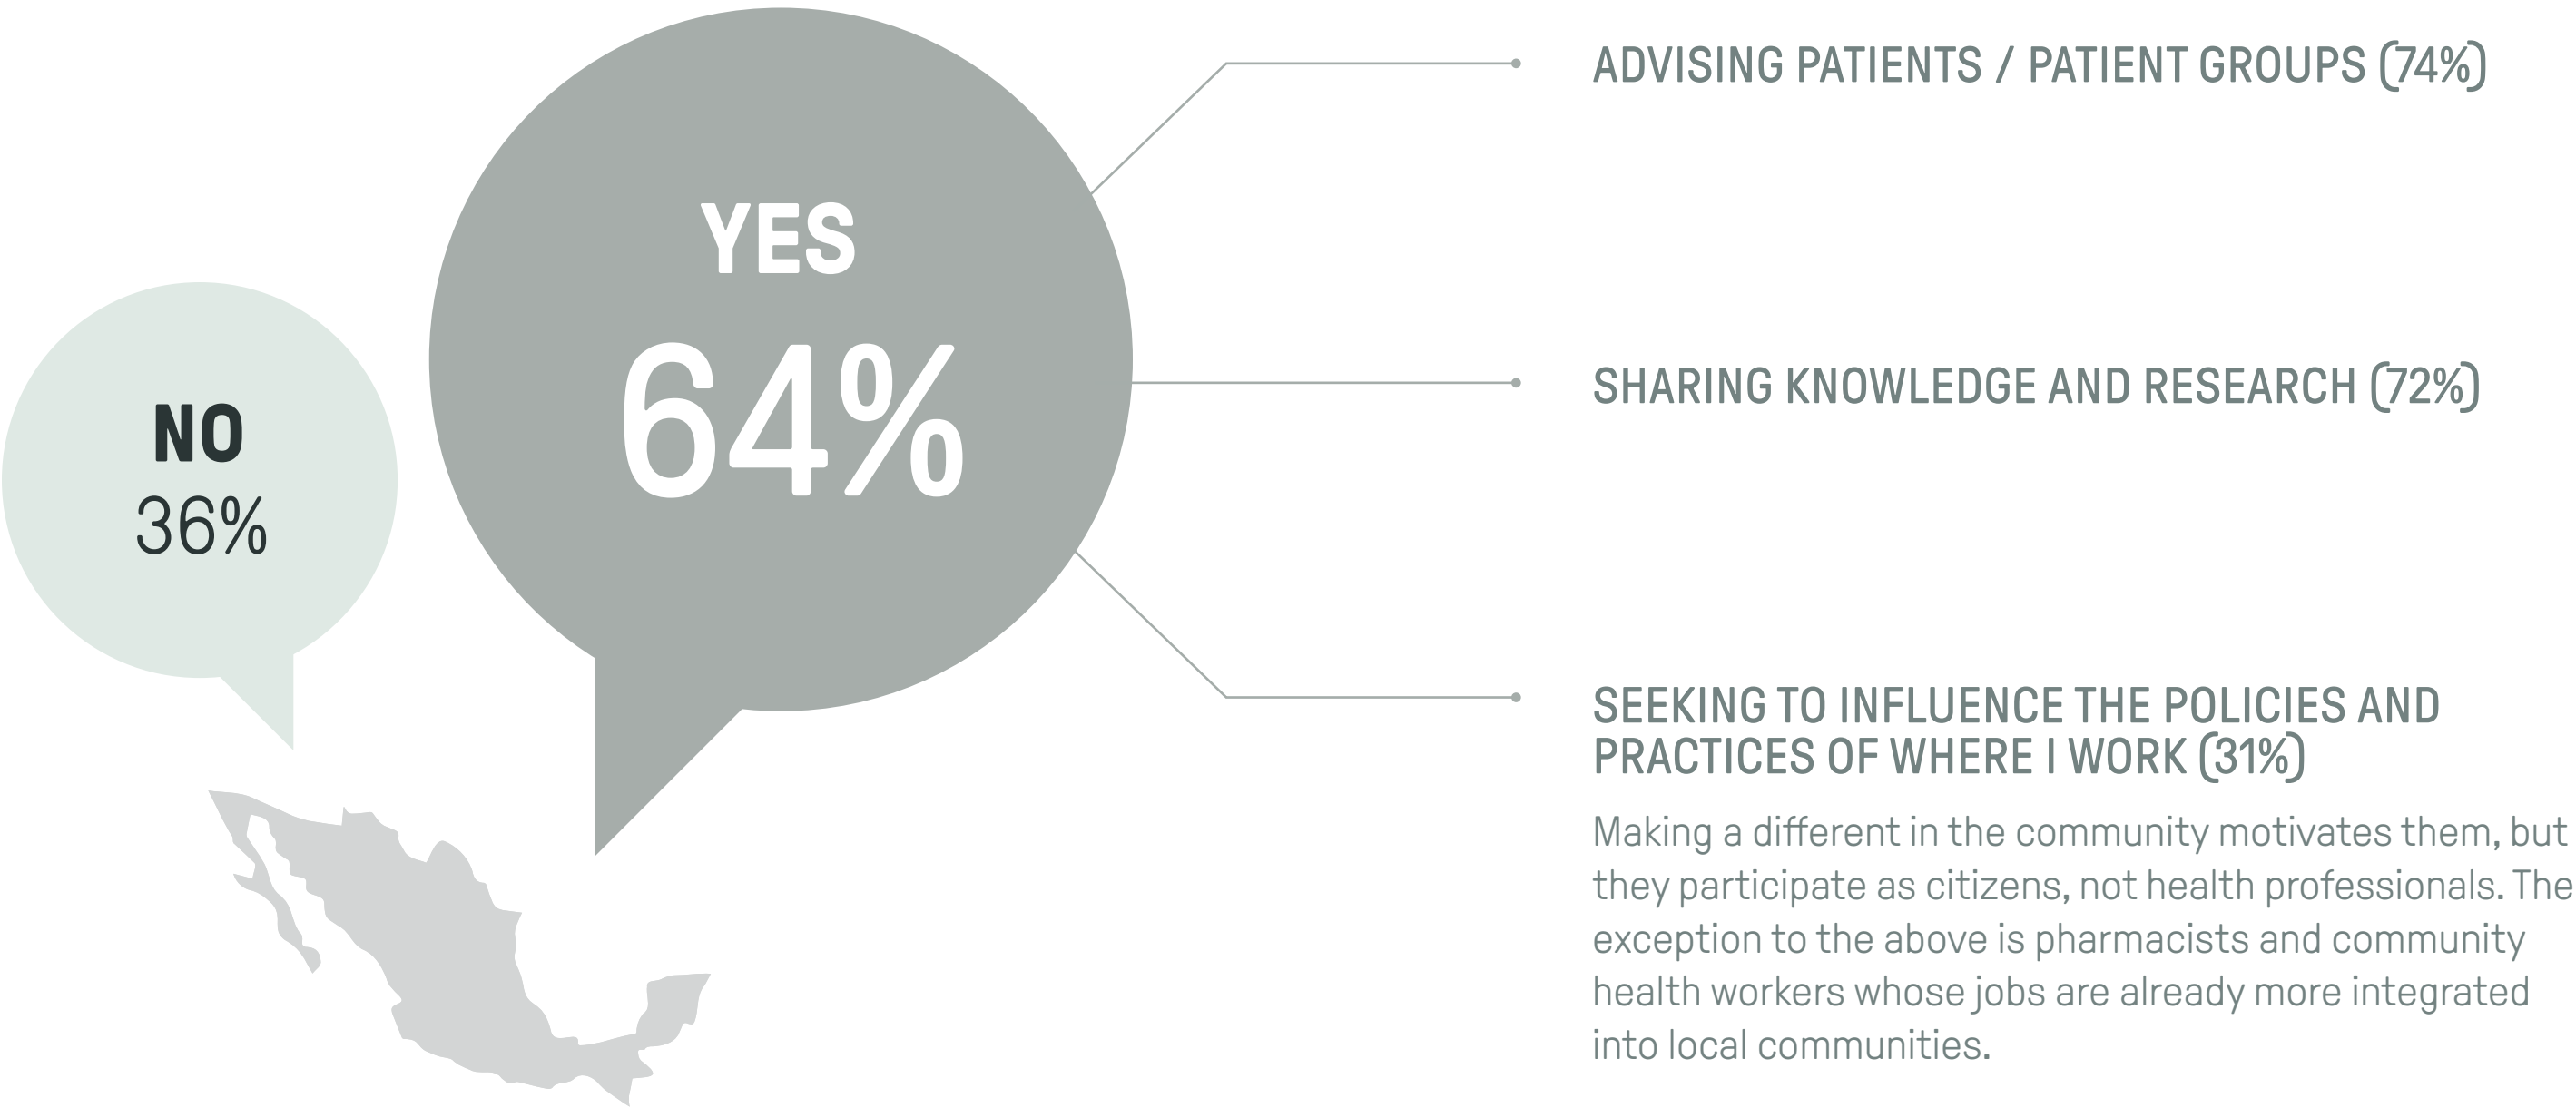 NO
36%
YES
64%
ADVISING PATIENTS / PATIENT GROUPS (74%)
SHARING KNOWLEDGE AND RESEARCH (72%)
SEEKING TO INFLUENCE THE POLICIES AND
PRACTICES OF WHERE I WORK (31%)
Making a different in the community motivates them, but
they participate as citizens, not health professionals. The
exception to the above is pharmacists and community
health workers whose jobs are already more integrated
into local communities.